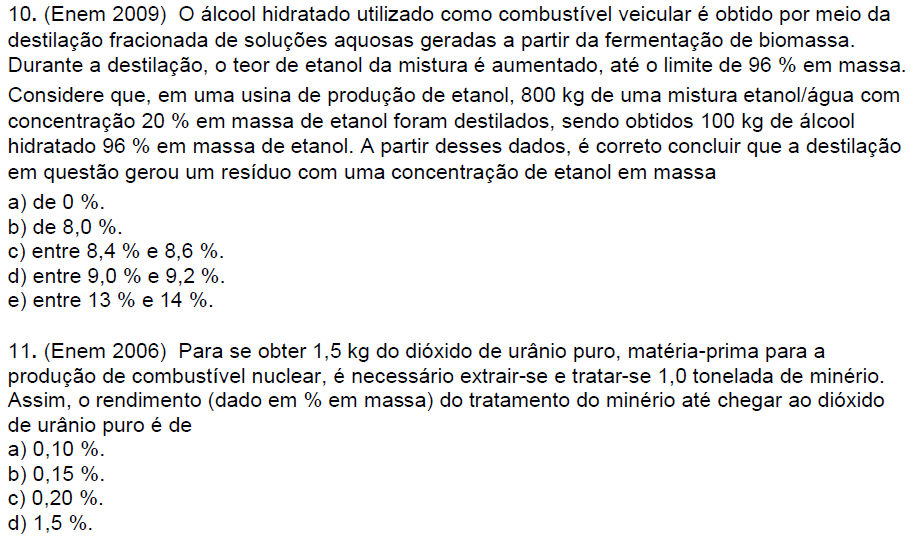 10. (Enem 2009)  O álcool hidratado utilizado como combustível veicular é obtido por meio da
destilação fracionada de soluções aquosas geradas a partir da fermentação de biomassa.
Durante a destilação, o teor de etanol da mistura é aumentado, até o limite de 96 % em massa.
Considere que, em uma usina de produção de etanol, 800 kg de uma mistura etanol/água com
concentração 20 % em massa de etanol foram destilados, sendo obtidos 100 kg de álcool
hidratado 96 % em massa de etanol. A partir desses dados, é correto concluir que a destilação
em questão gerou um resíduo com uma concentração de etanol em massa
a) de 0 %.
b) de 8,0 %.
c) entre 8,4 % e 8,6 %.
d) entre 9,0 % e 9,2 %.
e) entre 13 % e 14 %.
11. (Enem 2006)  Para se obter 1,5 kg do dióxido de urânio puro, matéria-prima para a
produção de combustível nuclear, é necessário extrair-se e tratar-se 1,0 tonelada de minério.
Assim, o rendimento (dado em % em massa) do tratamento do minério até chegar ao dióxido
de urânio puro é de
a) 0,10 %.
b) 0,15 %.
c) 0,20 %.
d) 1,5 %.